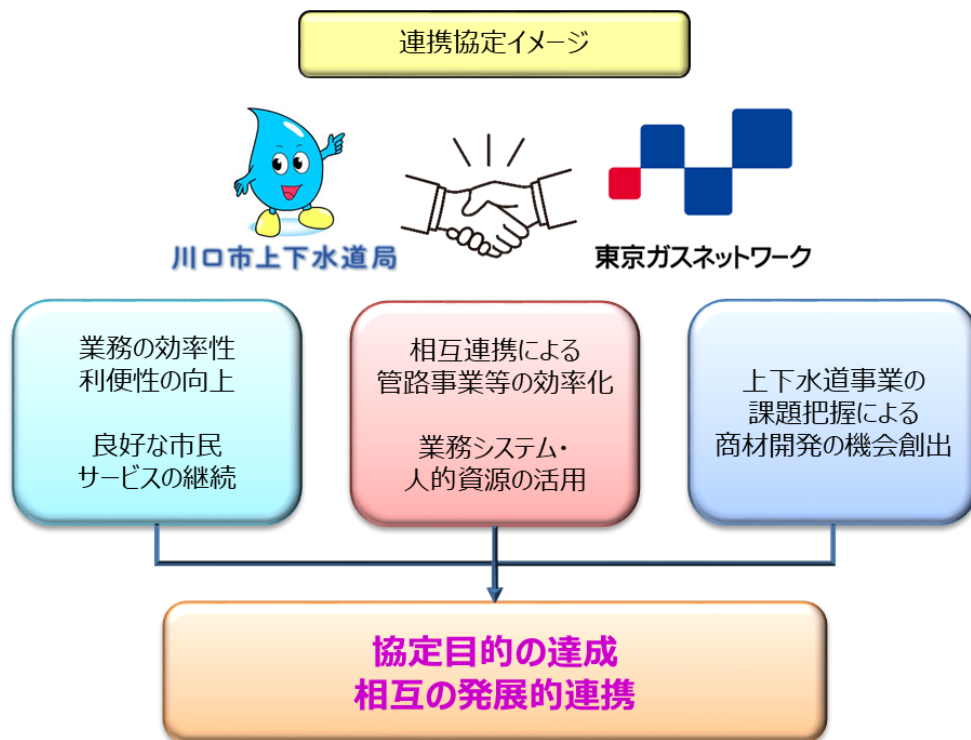 連携協定イメージ
川口市上下水道局
東京ガスネットワーク
業務の効率性
利便性の向上
良好な市民
サービスの継続
相互連携による
管路事業等の効率化
業務システム・
人的資源の活用
上下水道事業の
課題把握による
商材開発の機会創出
協定目的の達成
相互の発展的連携